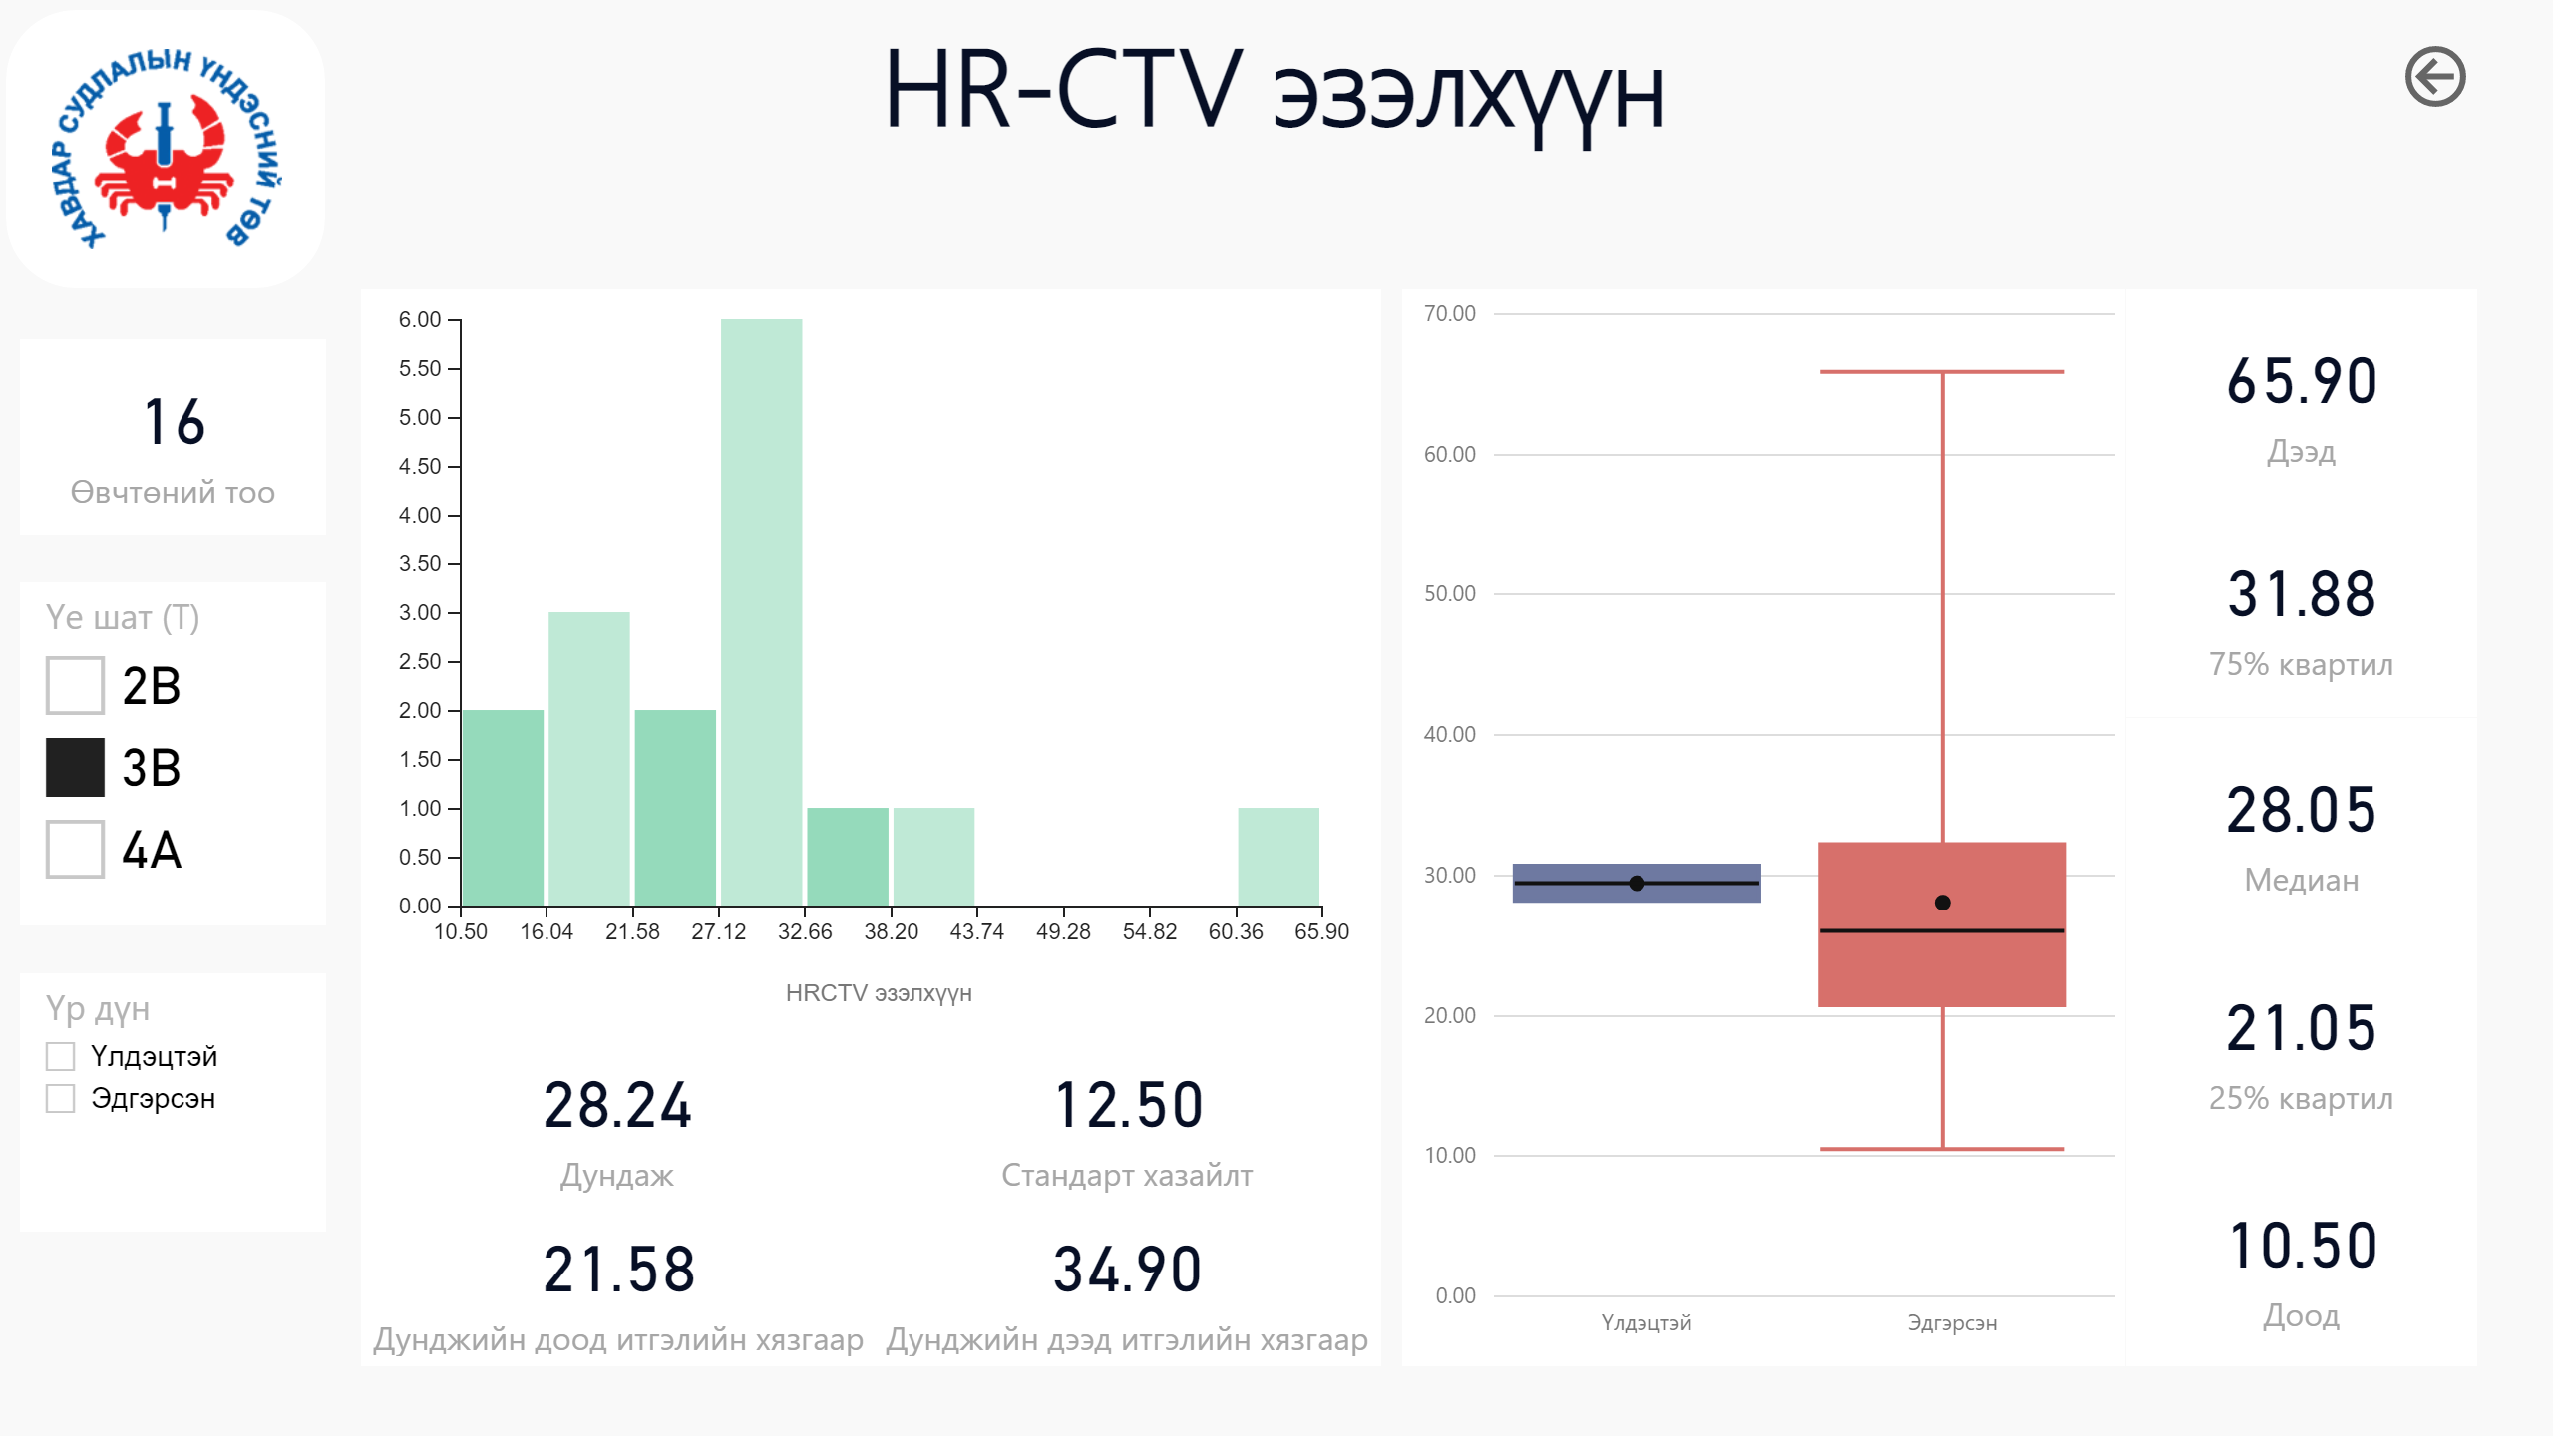 ХАВДАР СУДЛАЛЫН ҮНДЭСНИЙ ТӨВ
HR-CTV эзэлхүүн
16
Өвчтөний тоо
Үе шат (T)
2B
3B
4A
Үр дүн
Үлдэцтэй
Эдгэрсэн
6.00
5.50
5.00
4.50
4.00
3.50
3.00
2.50
2.00
1.50
1.00
0.50
0.00
10.50 16.04 21.58 27.12 32.66 38.20 43.74 49.28 54.82 60.36 65.90
HRCTV эзэлхүүн
28.24
Дундаж
12.50
Стандарт хазайлт
21.58
Дунджийн доод итгэлийн хязгаар
34.90
Дунджийн дээд итгэлийн хязгаар
70.00
60.00
50.00
40.00
30.00
20.00
10.00
0.00
Үлдэцтэй Эдгэрсэн
65.90
Дээд
31.88
75% квартил
28.05
Медиан
21.05
25% квартил
10.50
Доод